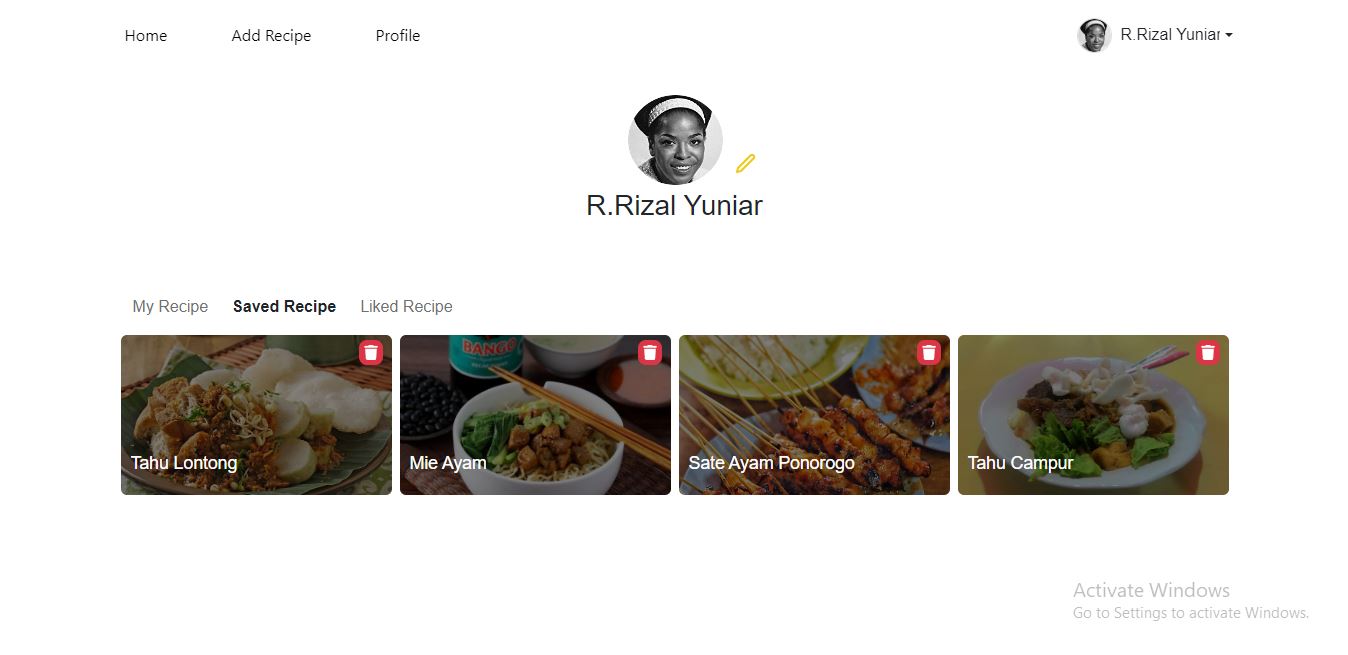 Home
Add Recipe
Profile
R.Rizal Yuniar
R.Rizal Yuniar
My Recipe
Saved Recipe
Liked Recipe
BANGO
Tahu Lontong
Mie Ayam
Sate Ayam Ponorogo
Tahu Campur
Activate Windows
Go to Settings to activate Windows.